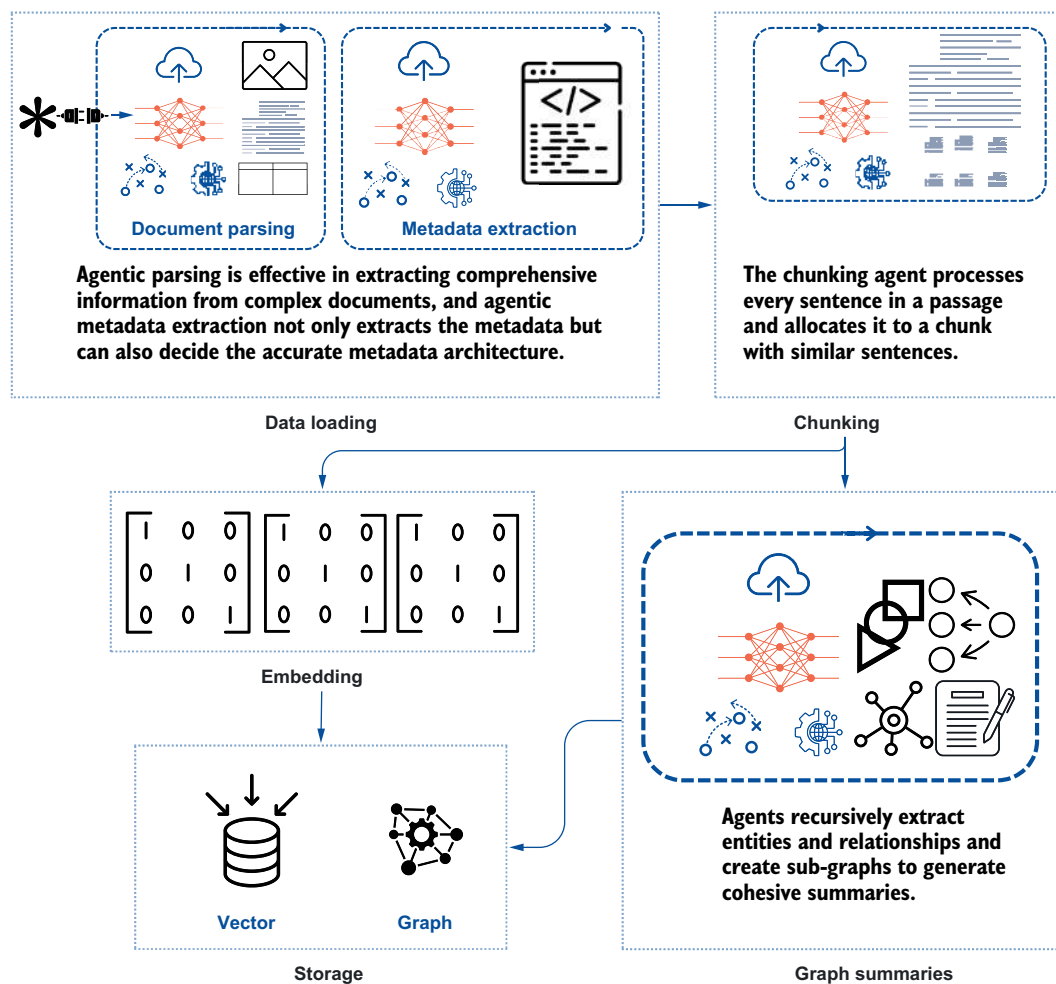 Document parsing
Metadata extraction
Agentic parsing is effective in extracting comprehensive
information from complex documents, and agentic
metadata extraction not only extracts the metadata but
can also decide the accurate metadata architecture.
The chunking agent processes
every sentence in a passage
and allocates it to a chunk
with similar sentences.
Data loading
Chunking
1 0 0 1 0 0 1 0 0
0 1 0 0 1 0 0 1 0
0 0 1 0 0 1 0 0 1
Embedding
Agents recursively extract
entities and relationships and
create sub-graphs to generate
cohesive summaries.
Vector
Graph
Storage
Graph summaries